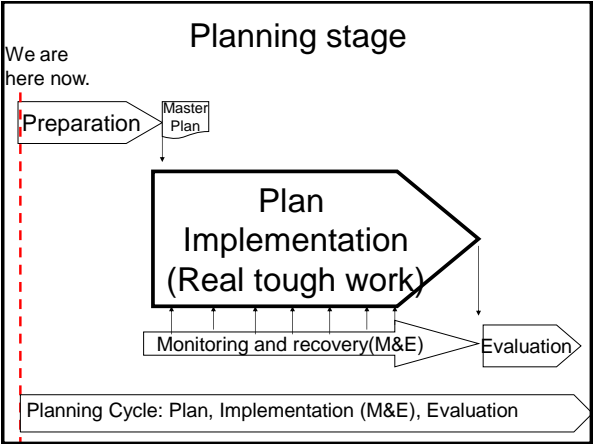 Planning stage
We are
here now.
Preparation
Master
Plan
Plan
Implementation
(Real tough work)
Monitoring and recovery(M&E)
Evaluation
Planning Cycle: Plan, Implementation (M&E), Evaluation